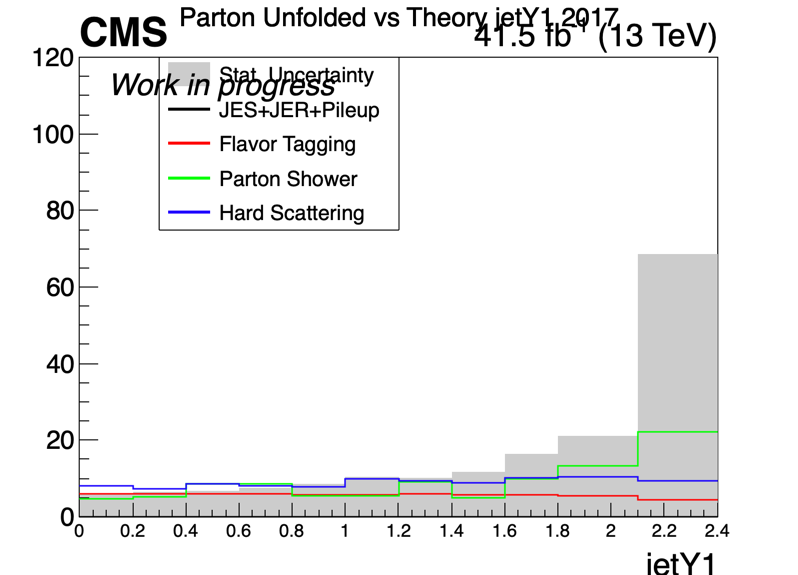 Parton Unfolded vs Theory jetY1 2017
CMS
41.5 fb-1 (13 TeV)
Work in progress
Stat. Uncertainty
JES+JER+Pileup
Flavor Tagging
Parton Shower
Hard Scattering
120
100
80
60
40
20
0
0 0.2 0.4 0.6 0.8 1 1.2 1.4 1.6 1.8 2 2.2 2.4
jetY1